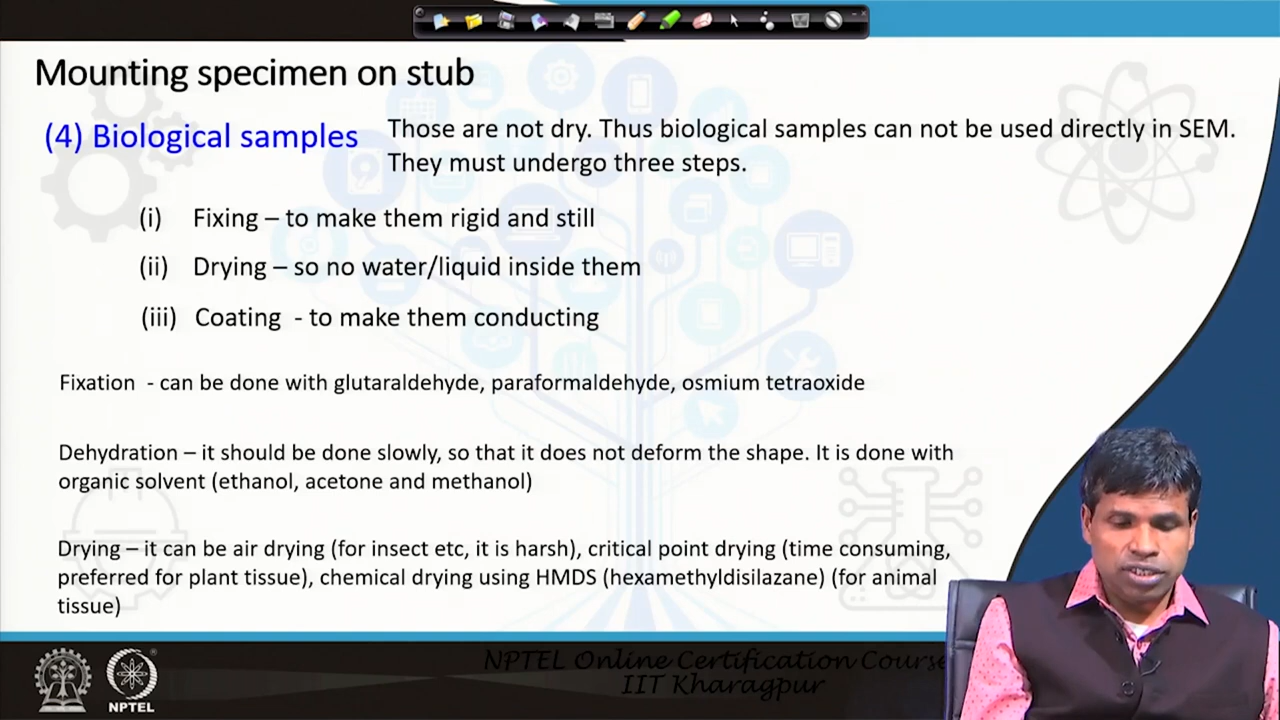 Mounting specimen on stub
(4) Biological samples
Those are not dry. Thus biological samples can not be used directly in SEM.
They must undergo three steps.
(i) Fixing – to make them rigid and still
(ii) Drying – so no water/liquid inside them
(iii) Coating - to make them conducting
Fixation - can be done with glutaraldehyde, paraformaldehyde, osmium tetraoxide
Dehydration – it should be done slowly, so that it does not deform the shape. It is done with
organic solvent (ethanol, acetone and methanol)
Drying – it can be air drying (for insect etc, it is harsh), critical point drying (time consuming,
preferred for plant tissue), chemical drying using HMDS (hexamethyldisilazane) (for animal
tissue)
NPTEL Online Certification Course
IIT Kharagpur
NPTEL